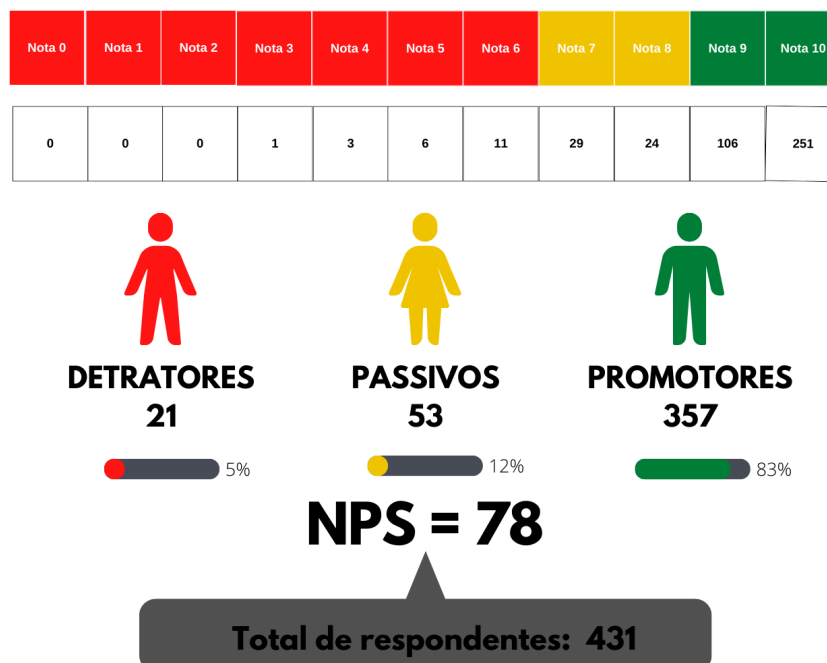 Nota 0 Nota 1 Nota 2 Nota 3 Nota 4 Nota 5 Nota 6 Nota 7 Nota 8 Nota 9 Nota 10
0 0 0 1 3 6 11 29 24 106 251
DETRATORES PASSIVOS PROMOTORES
21 53 357
5% 12% 83%
NPS = 78
Total de respondentes: 431